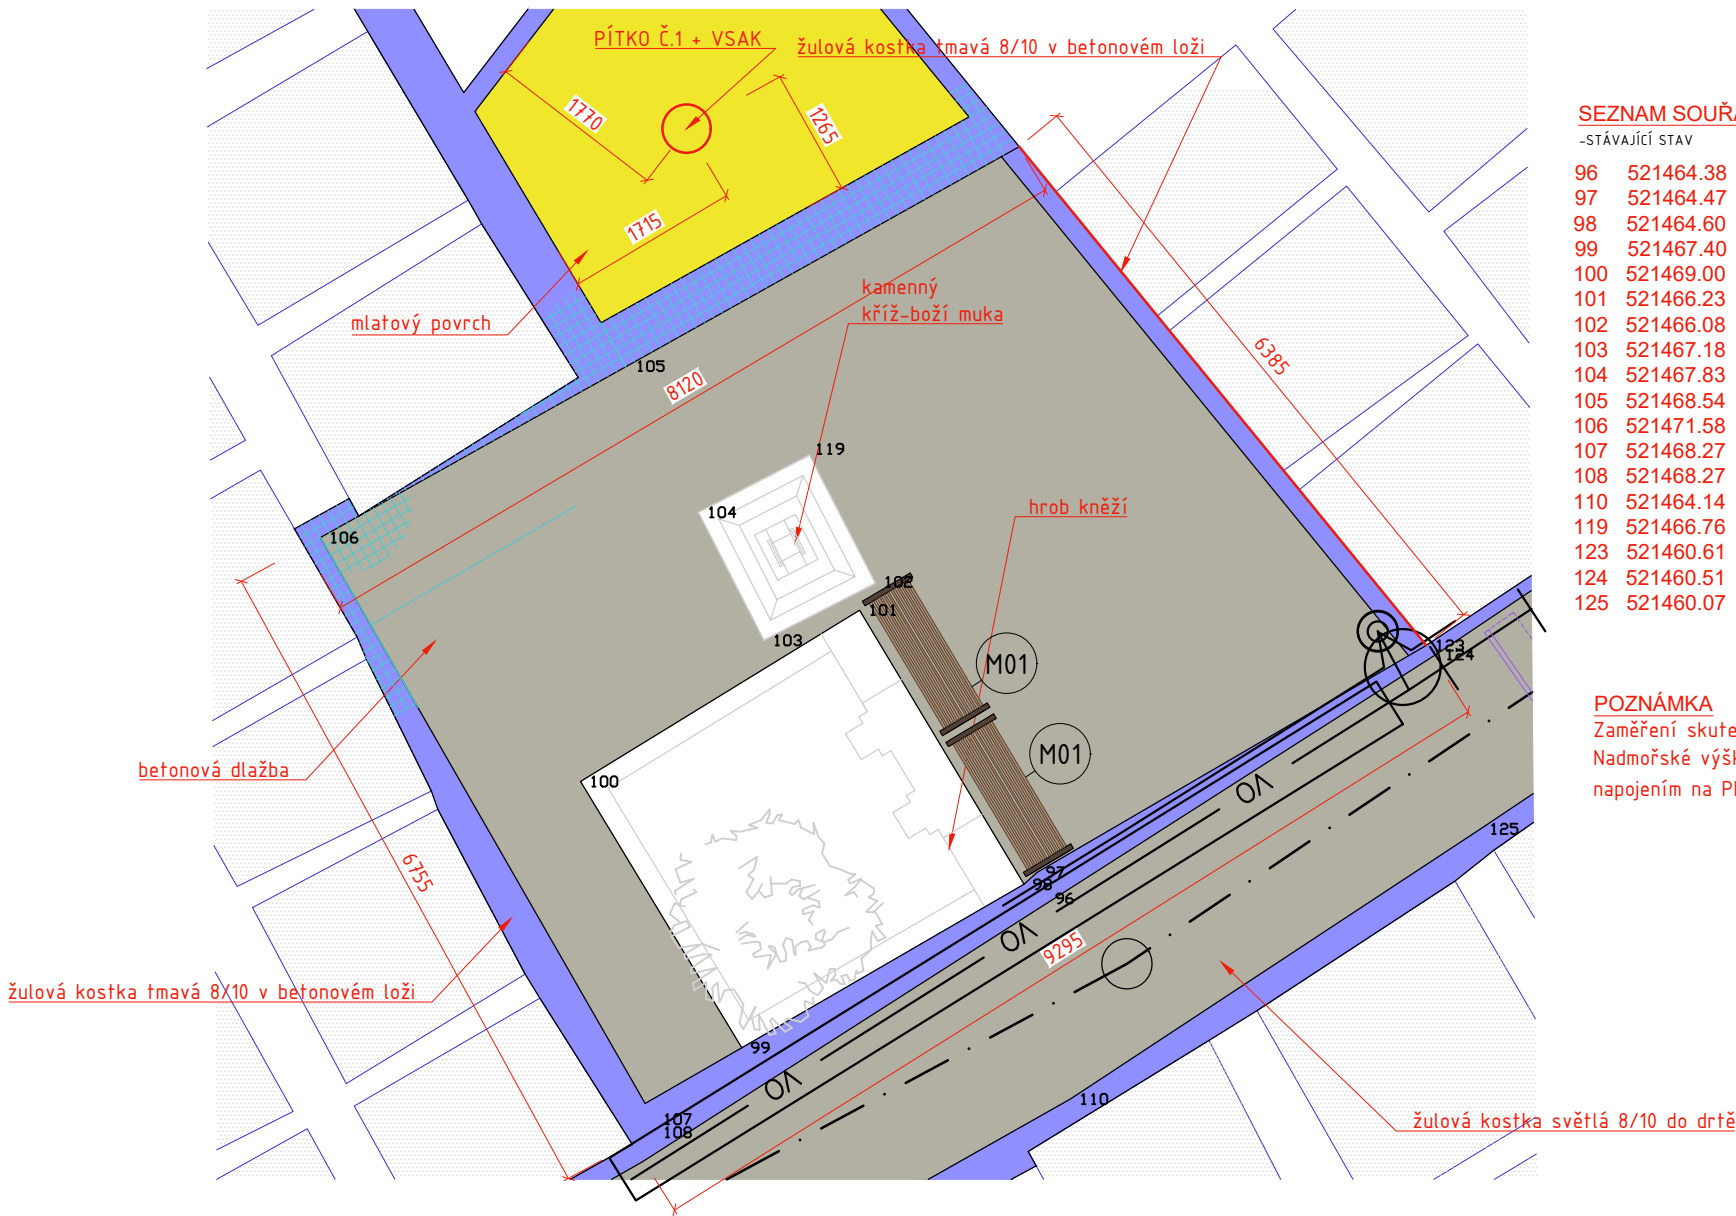 PÍTKO Č.1 + VSAK
žulová kostka tmavá 8/10 v betonovém loži
1770
1265
1715
mlatový povrch
kamenný
kříž-boží muka
105
8120
6385
119
104
hrob kněží
106
102
101
103
M01
123
124
M01
betonová dlažba
100
VO
125
6755
97
98
96
VO
9295
žulová kostka tmavá 8/10 v betonovém loži
99
VO
110
107
108
žulová kostka světlá 8/10 do drtě
SEZNAM SOUŘA
-STÁVAJÍCÍ STAV
96 521464.38
97 521464.47
98 521464.60
99 521467.40
100 521469.00
101 521466.23
102 521466.08
103 521467.18
104 521467.83
105 521468.54
106 521471.58
107 521468.27
108 521468.27
110 521464.14
119 521466.76
123 521460.61
124 521460.51
125 521460.07
POZNÁMKA
Zaměření skute
Nadmořské výšk
napojením na P